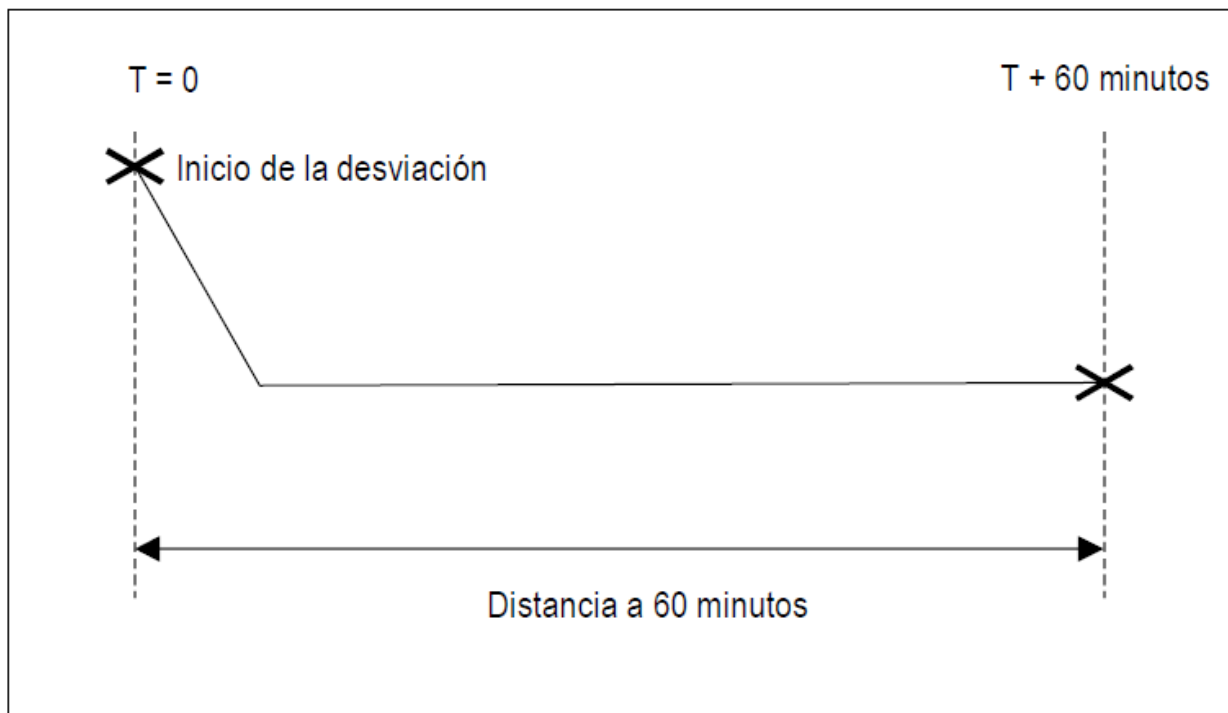 T = 0
T + 60 minutos
Inicio de la desviación
Distancia a 60 minutos